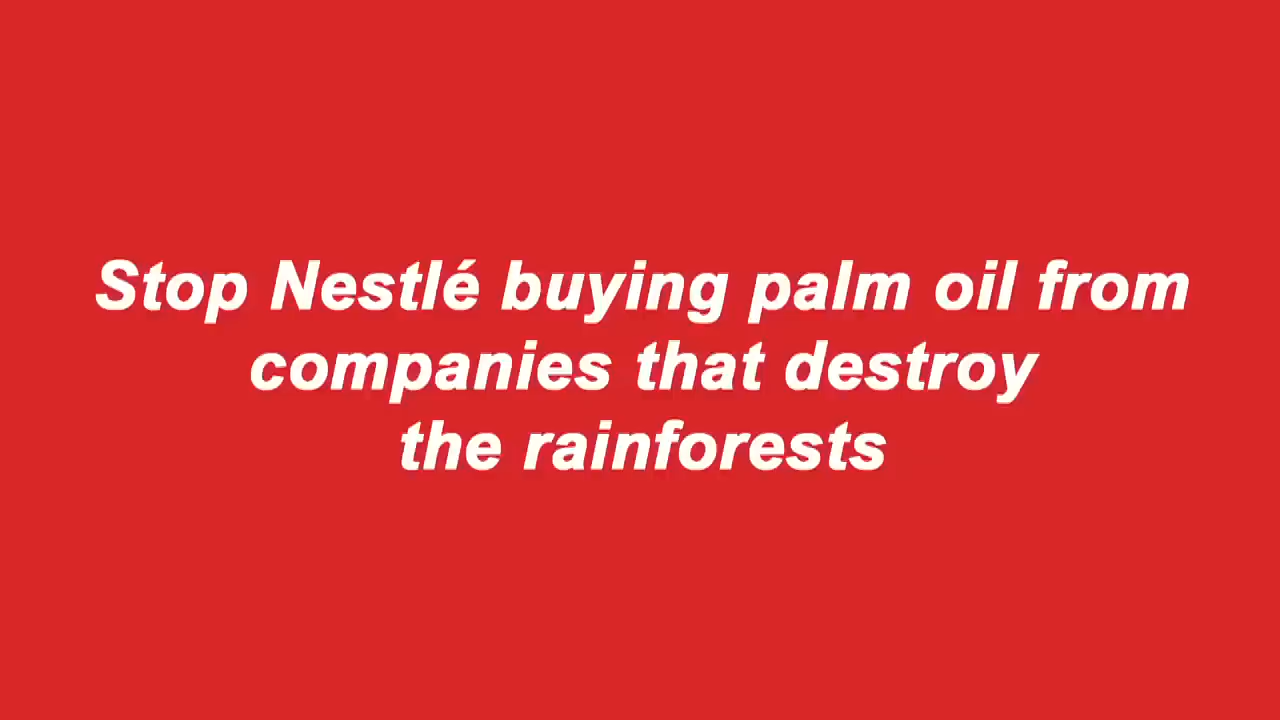 Stop Nestlé buying palm oil from
companies that destroy
the rainforests